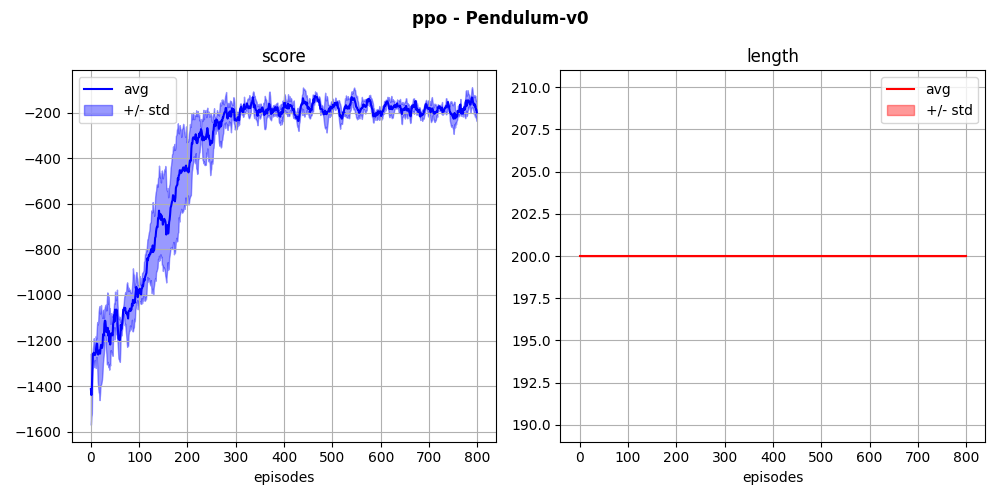 ppo - Pendulum-v0
score
avg
+/- std
−200
−400
−600
−800
−1000
−1200
−1400
−1600
0 100 200 300 400 500 600 700 800
episodes
length
avg
+/- std
210.0
207.5
205.0
202.5
200.0
197.5
195.0
192.5
190.0
0 100 200 300 400 500 600 700 800
episodes